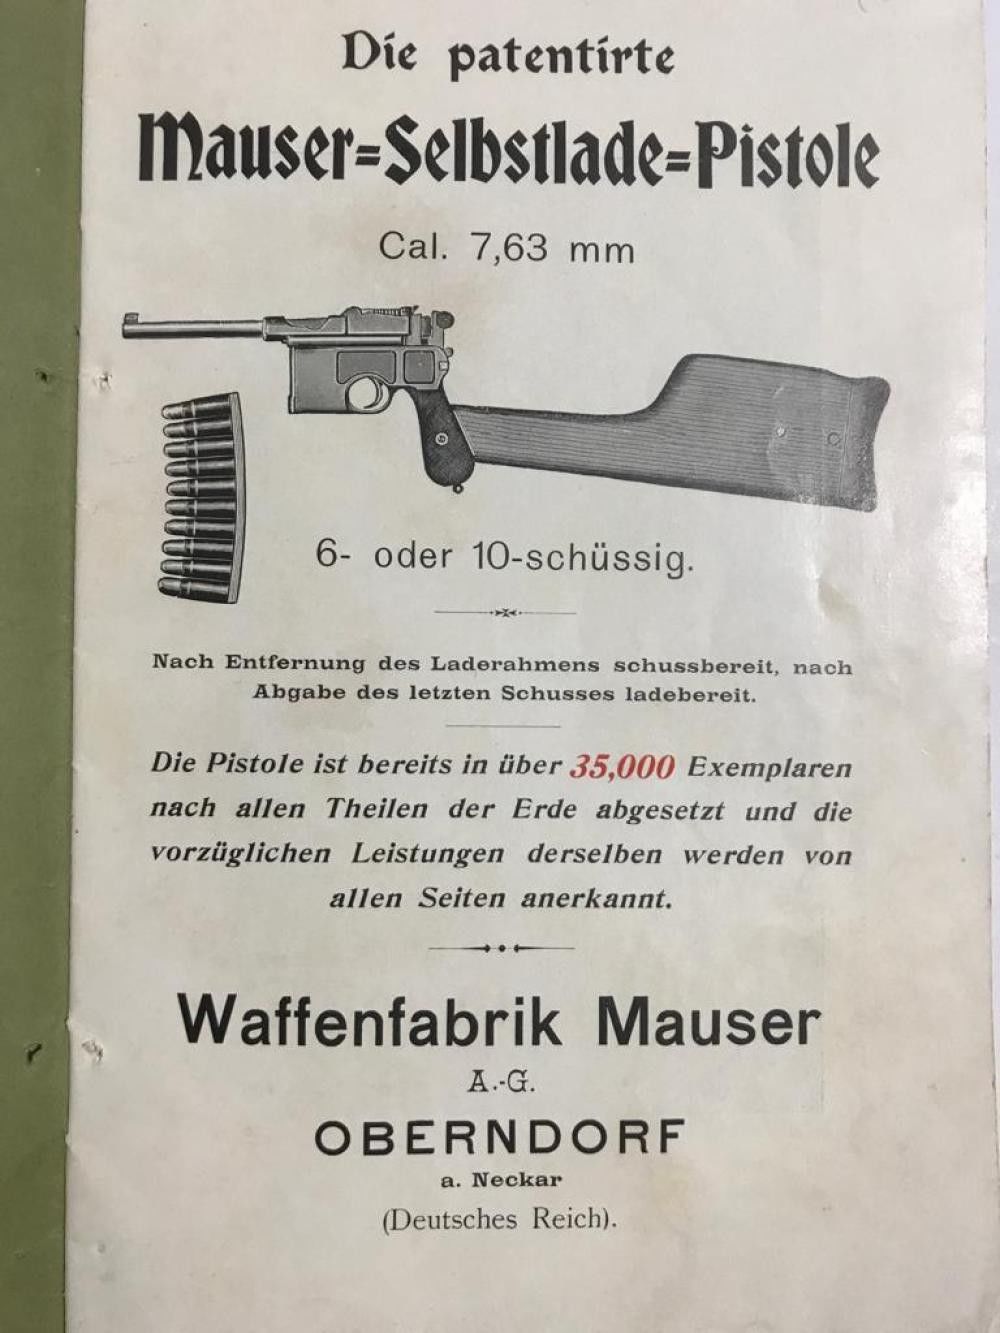 Die patentirte
Mauser=Selbstlade=Pistole
Cal. 7,63 mm
6- oder 10-schüssig.
Nach Entfernung des Laderahmens schussbereit, nach
Abgabe des letzten Schusses ladebereit.
Die Pistole ist bereits in über 35,000 Exemplaren
nach allen Theilen der Erde abgesetzt und die
vorzüglichen Leistungen derselben werden von
allen Seiten anerkannt.
Waffenfabrik Mauser
A.-G.
OBERNDORF
a. Neckar
(Deutsches Reich).